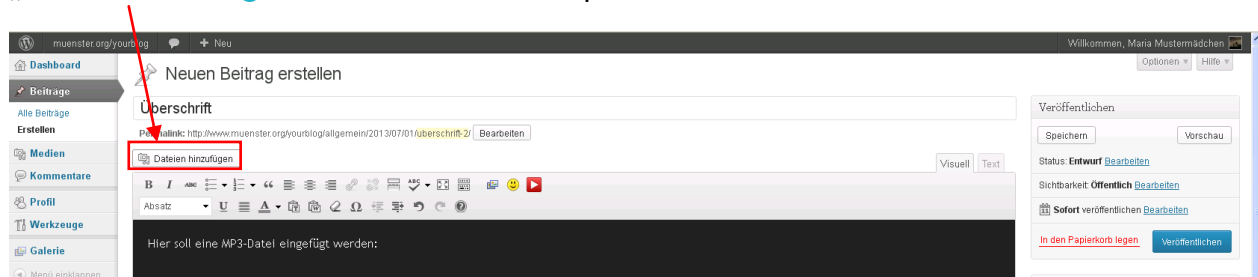 muenster.org/yourblog + Neu Willkommen, Maria Mustermädchen
Optionen Hilfe
Dashboard
Beiträge
Alle Beiträge
Erstellen
Medien
Kommentare
Profil
Werkzeuge
Galerie
Menü einklappen
Neuen Beitrag erstellen
Überschrift
Permalink: http://www.muenster.org/yourblog/allgemein/2013/07/01/uberschrift-2/ Bearbeiten
Dateien hinzufügen
Visuell Text
B I ABC ABC
Absatz U A Ω
Hier soll eine MP3-Datei eingefügt werden:
Veröffentlichen
Speichern Vorschau
Status: Entwurf Bearbeiten
Sichtbarkeit: Öffentlich Bearbeiten
Sofort veröffentlichen Bearbeiten
In den Papierkorb legen Veröffentlichen